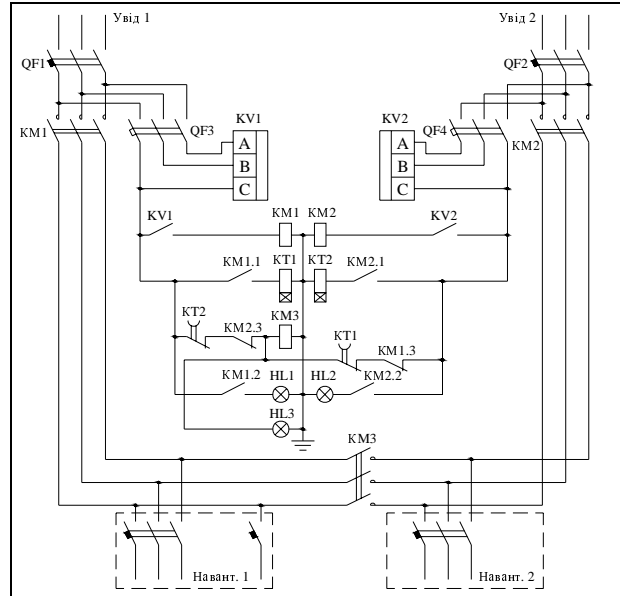 Увід 1
Увід 2
QF1
QF2
KM1
QF3
KV1
KV2
QF4
KM2
A
B
C
A
B
C
KV1
KM1
KM2
KV2
KM1.1
KT1
KT2
KM2.1
KT2
KM2.3
KM3
KT1
KM1.3
KM1.2
HL1
HL2
KM2.2
HL3
KM3
Навант. 1
Навант. 2